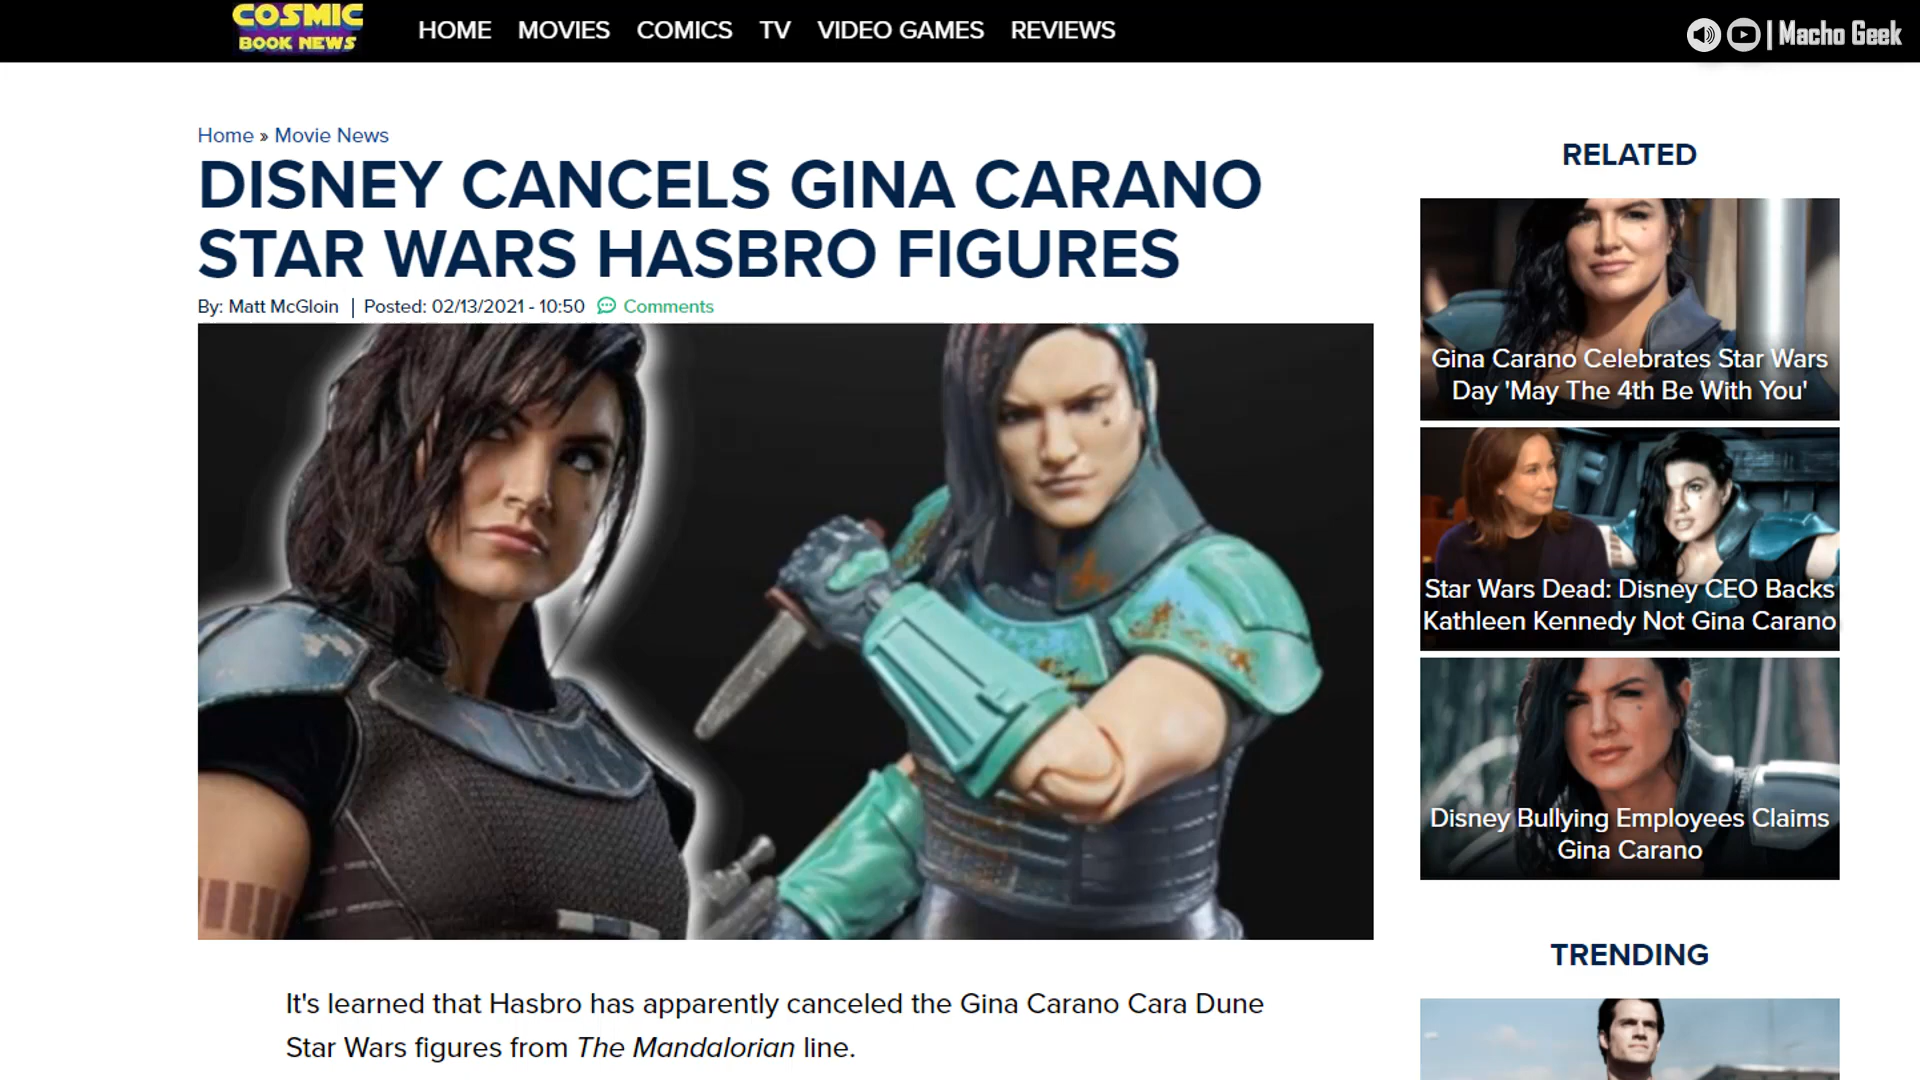 COSMIC
BOOK NEWS
HOME MOVIES COMICS TV VIDEO GAMES REVIEWS
| Macho Geek
Home » Movie News
DISNEY CANCELS GINA CARANO
STAR WARS HASBRO FIGURES
By: Matt McGloin | Posted: 02/13/2021 - 10:50 Comments
It's learned that Hasbro has apparently canceled the Gina Carano Cara Dune
Star Wars figures from The Mandalorian line.
RELATED
Gina Carano Celebrates Star Wars
Day 'May The 4th Be With You'
Star Wars Dead: Disney CEO Backs
Kathleen Kennedy Not Gina Carano
Disney Bullying Employees Claims
Gina Carano
TRENDING